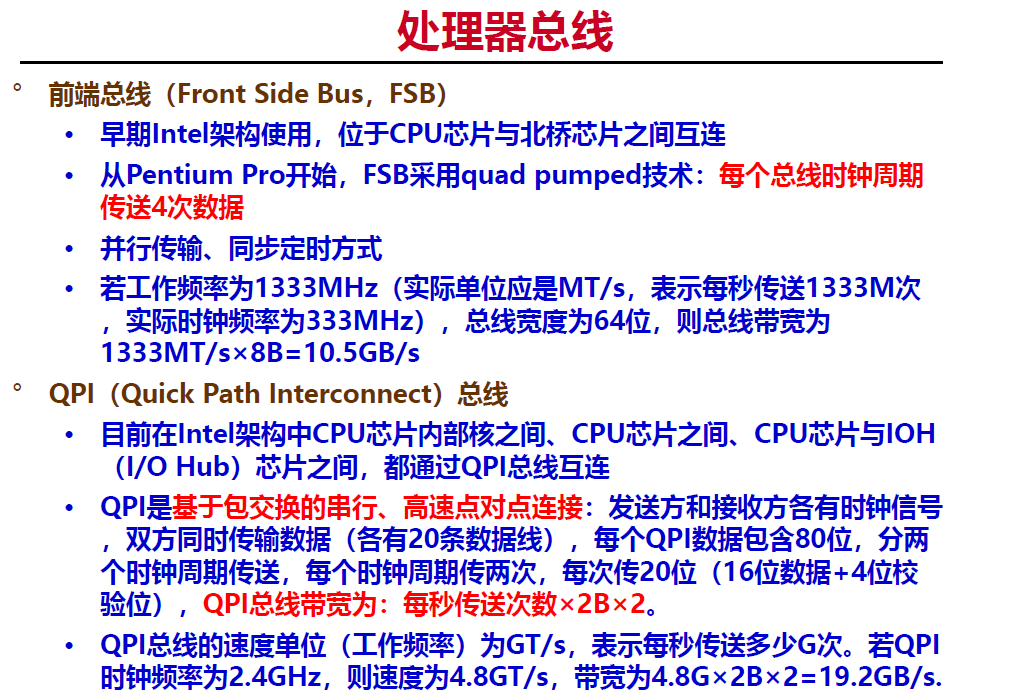 处理器总线
° 前端总线（Front Side Bus，FSB）
• 早期Intel架构使用，位于CPU芯片与北桥芯片之间互连
• 从Pentium Pro开始，FSB采用quad pumped技术：每个总线时钟周期
传送4次数据
• 并行传输、同步定时方式
• 若工作频率为1333MHz（实际单位应是MT/s，表示每秒传送1333M次
，实际时钟频率为333MHz），总线宽度为64位，则总线带宽为
1333MT/s×8B=10.5GB/s
° QPI（Quick Path Interconnect）总线
• 目前在Intel架构中CPU芯片内部核之间、CPU芯片之间、CPU芯片与IOH
（I/O Hub）芯片之间，都通过QPI总线互连
• QPI是基于包交换的串行、高速点对点连接：发送方和接收方各有时钟信号
，双方同时传输数据（各有20条数据线），每个QPI数据包含80位，分两
个时钟周期传送，每个时钟周期传两次，每次传20位（16位数据+4位校
验位），QPI总线带宽为：每秒传送次数×2B×2。
• QPI总线的速度单位（工作频率）为GT/s，表示每秒传送多少G次。若QPI
时钟频率为2.4GHz，则速度为4.8GT/s，带宽为4.8G×2B×2=19.2GB/s.